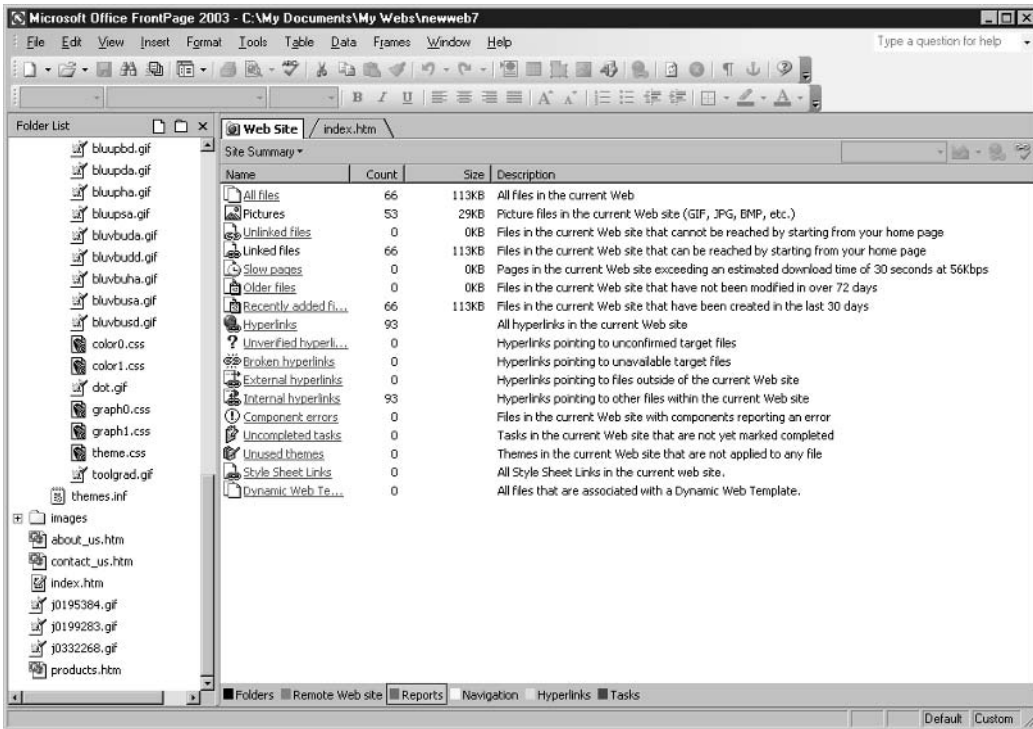 Microsoft Office FrontPage 2003 - C:\My Documents\My Webs\newweb7
File Edit View Insert Format Tools Table Data Frames Window Help
Type a question for help
B I U
Folder List
Web Site
index.htm
Site Summary
Name Count Size Description
All files 66 113KB All files in the current Web
Pictures 53 29KB Picture files in the current Web site (GIF, JPG, BMP, etc.)
Unlinked files 0 0KB Files in the current Web site that cannot be reached by starting from your home page
Linked files 66 113KB Files in the current Web site that can be reached by starting from your home page
Slow pages 0 0KB Pages in the current Web site exceeding an estimated download time of 30 seconds at 56Kbps
Older files 0 0KB Files in the current Web site that have not been modified in over 72 days
Recently added fi... 66 113KB Files in the current Web site that have been created in the last 30 days
Hyperlinks 93 All hyperlinks in the current Web site
Unverified hyperli... 0 Hyperlinks pointing to unconfirmed target files
Broken hyperlinks 0 Hyperlinks pointing to unavailable target files
External hyperlinks 0 Hyperlinks pointing to files outside of the current Web site
Internal hyperlinks 93 Hyperlinks pointing to other files within the current Web site
Component errors 0 Files in the current Web site with components reporting an error
Uncompleted tasks 0 Tasks in the current Web site that are not yet marked completed
Unused themes 0 Themes in the current Web site that are not applied to any file
Style Sheet Links 0 All Style Sheet Links in the current web site.
Dynamic Web Te... 0 All files that are associated with a Dynamic Web Template.
bluupbd.gif
bluupda.gif
bluupha.gif
bluupsa.gif
bluvbuda.gif
bluvbudd.gif
bluvbuha.gif
bluvbusa.gif
bluvbusd.gif
color0.css
color1.css
dot.gif
graph0.css
graph1.css
theme.css
toolgrad.gif
themes.inf
images
about_us.htm
contact_us.htm
index.htm
j0195384.gif
j0199283.gif
j0332268.gif
products.htm
Folders Remote Web site Reports Navigation Hyperlinks Tasks
Default Custom